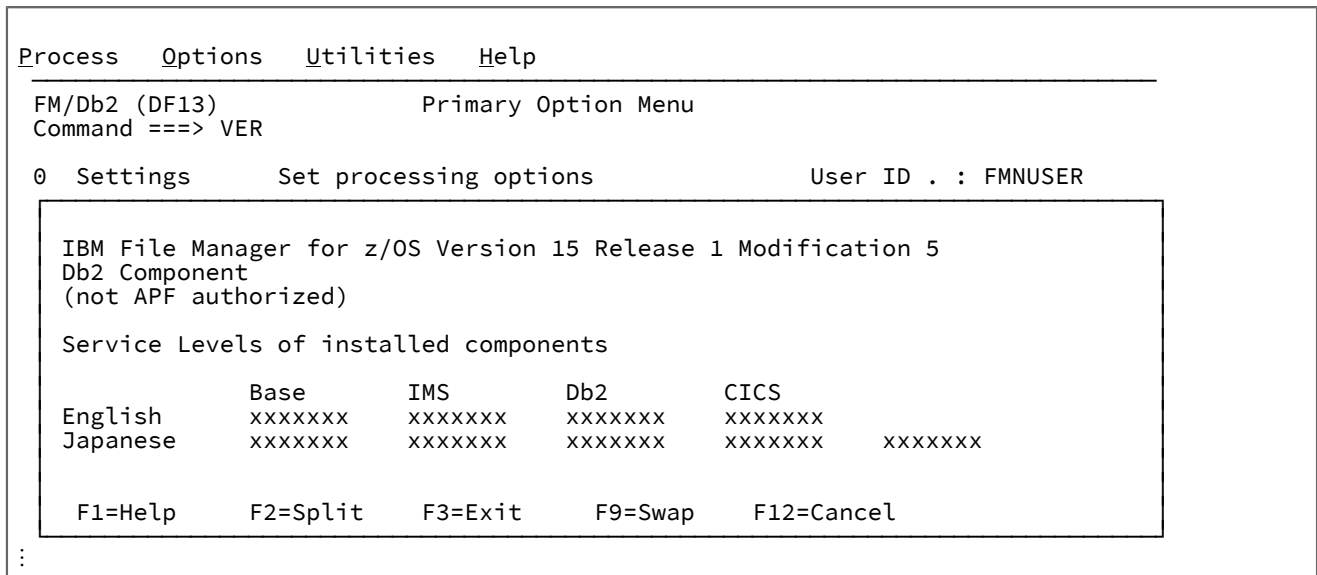 Process   Options   Utilities   Help
FM/Db2 (DF13)              Primary Option Menu
Command ===> VER
0  Settings      Set processing options               User ID . : FMNUSER
IBM File Manager for z/OS Version 15 Release 1 Modification 5
Db2 Component
(not APF authorized)
Service Levels of installed components
Base       IMS        Db2        CICS
English      xxxxxxx    xxxxxxx    xxxxxxx    xxxxxxx
Japanese     xxxxxxx    xxxxxxx    xxxxxxx    xxxxxxx    xxxxxxx
F1=Help     F2=Split    F3=Exit     F9=Swap    F12=Cancel
⋮